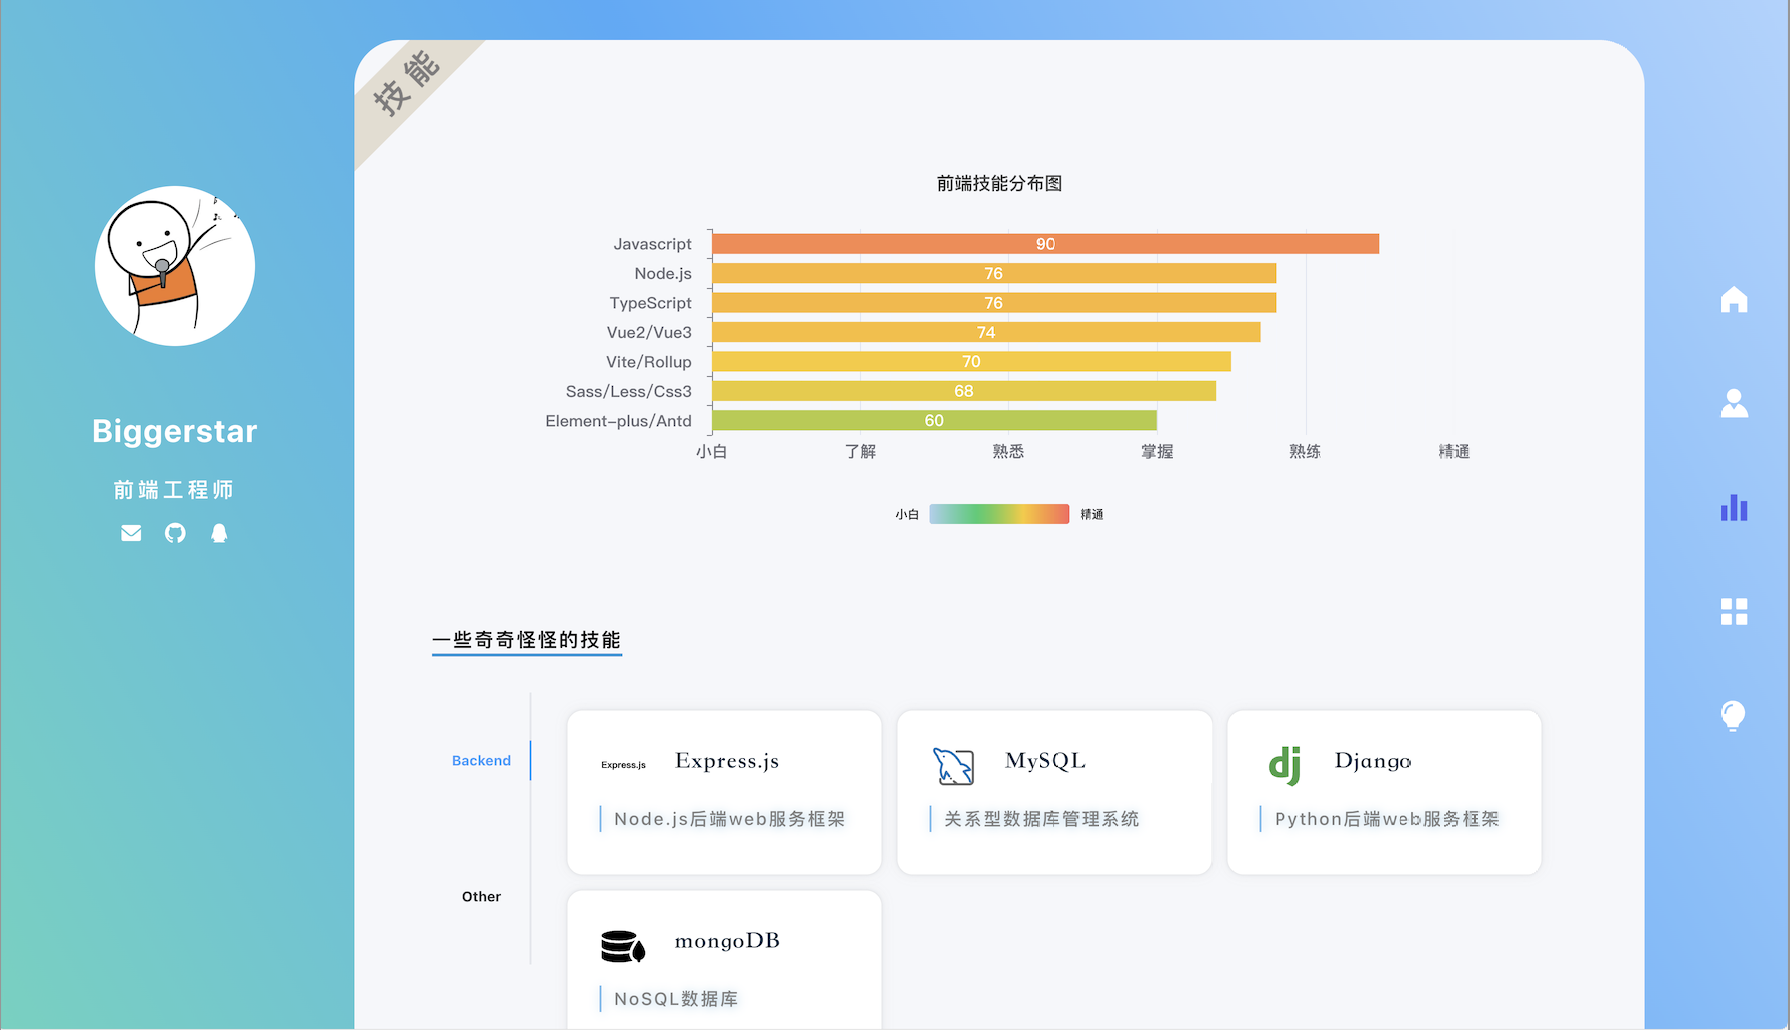 技能
Biggerstar
前端工程师
前端技能分布图
Javascript 90
Node.js 76
TypeScript 76
Vue2/Vue3 74
Vite/Rollup 70
Sass/Less/Css3 68
Element-plus/Antd 60
小白 了解 熟悉 掌握 熟练 精通
小白 精通
一些奇奇怪怪的技能
Backend
Other
Express.js Express.js
Node.js后端web服务框架
MySQL
关系型数据库管理系统
dj Django
Python后端web服务框架
mongoDB
NoSQL数据库